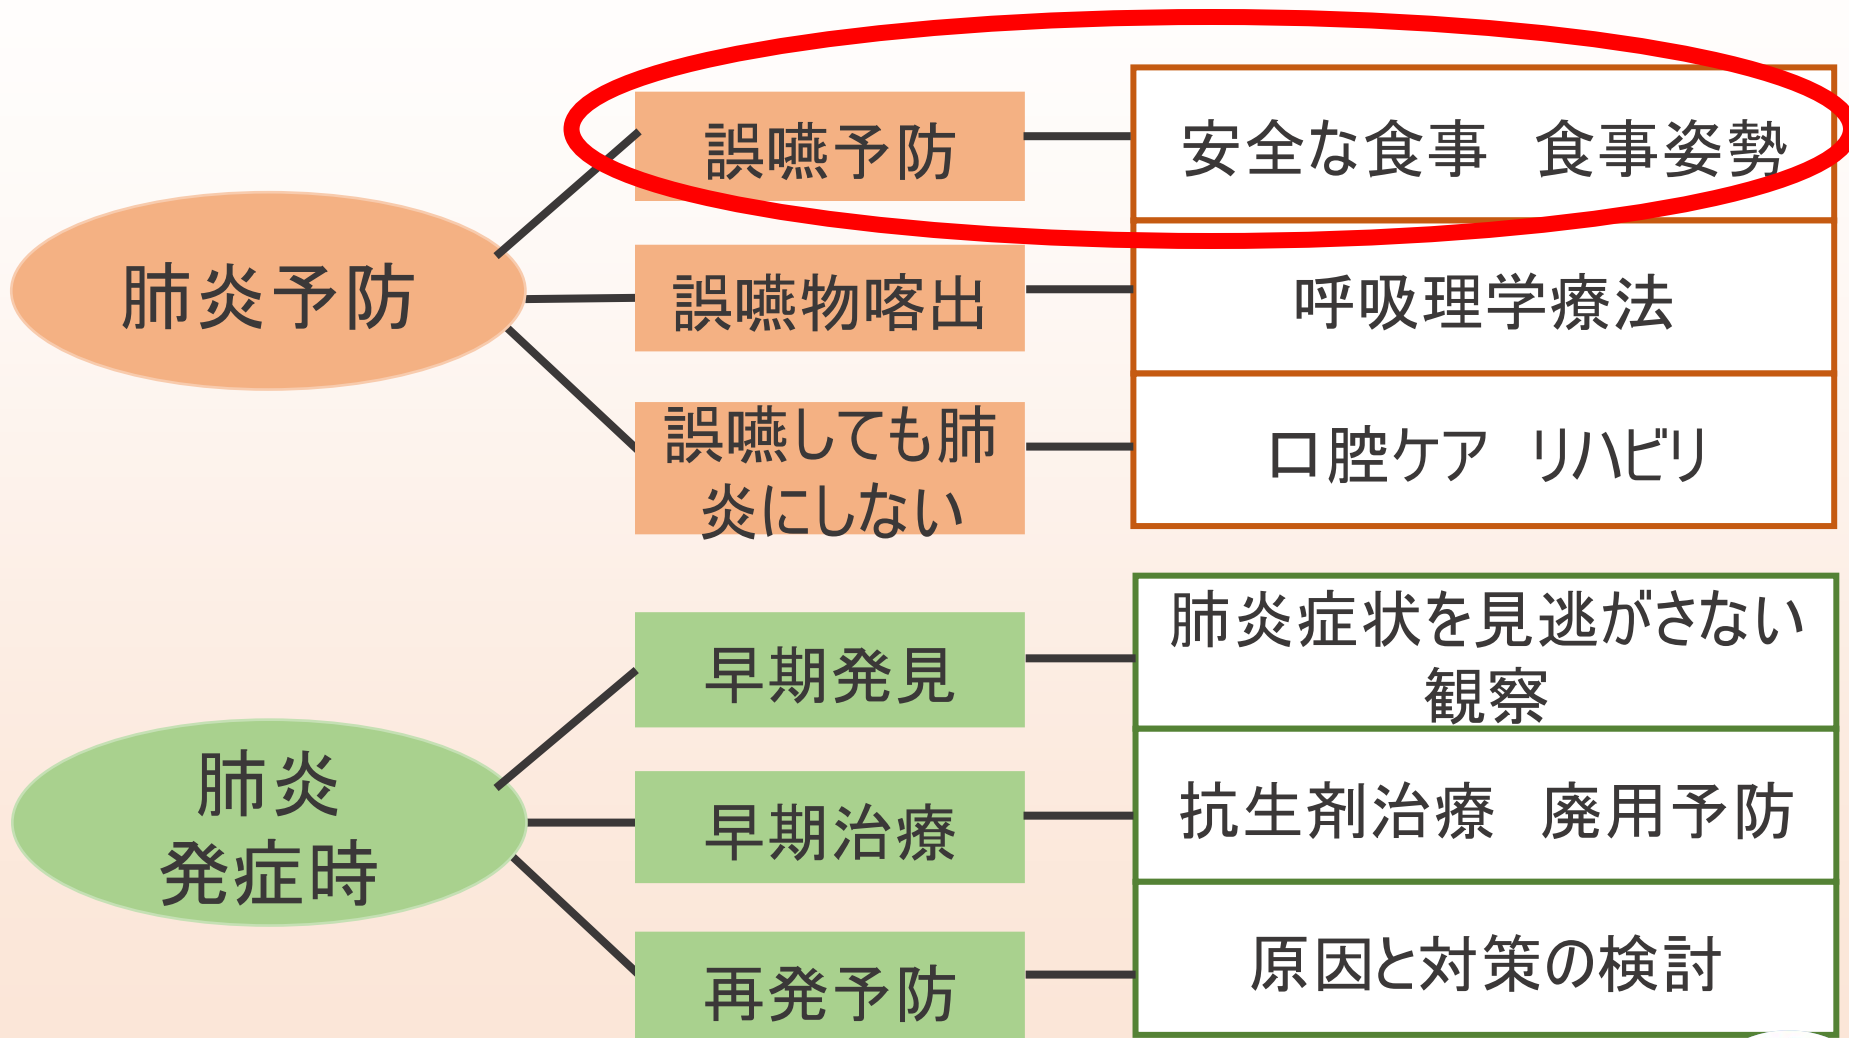 肺炎予防
誤嚥予防
安全な食事　食事姿勢
誤嚥物喀出
呼吸理学療法
誤嚥しても肺
炎にしない
口腔ケア　リハビリ
肺炎
発症時
早期発見
肺炎症状を見逃がさない
観察
早期治療
抗生剤治療　廃用予防
再発予防
原因と対策の検討